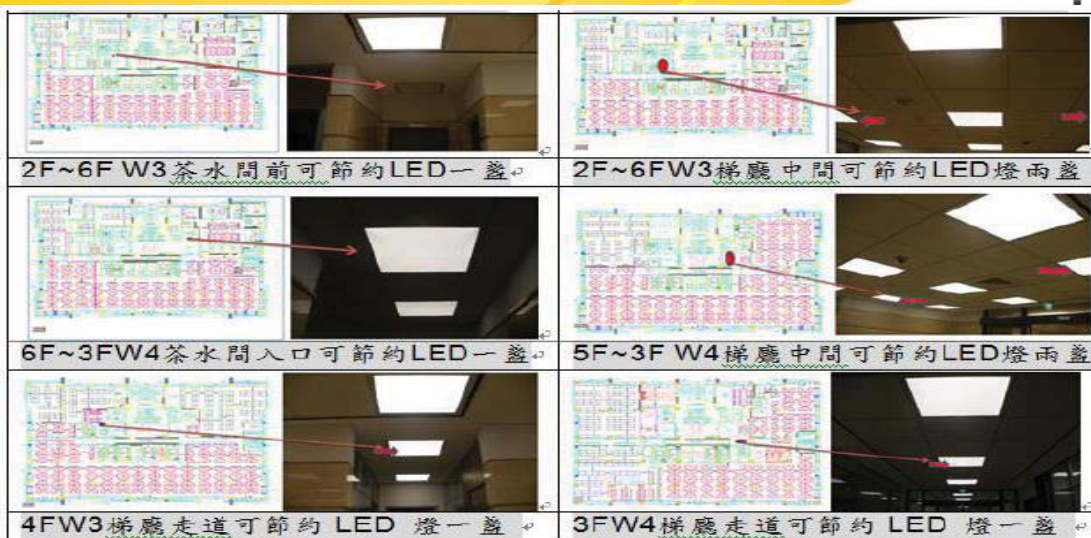 2F~6F W3茶水間前可節約LED一盞
2F~6FW3梯廳中間可節約LED燈兩盞
6F~3FW4茶水間入口可節約LED一盞
5F~3F W4梯廳中間可節約LED燈兩盞
4FW3梯廳走道可節約 LED 燈一盞
3FW4梯廳走道可節約 LED 燈一盞